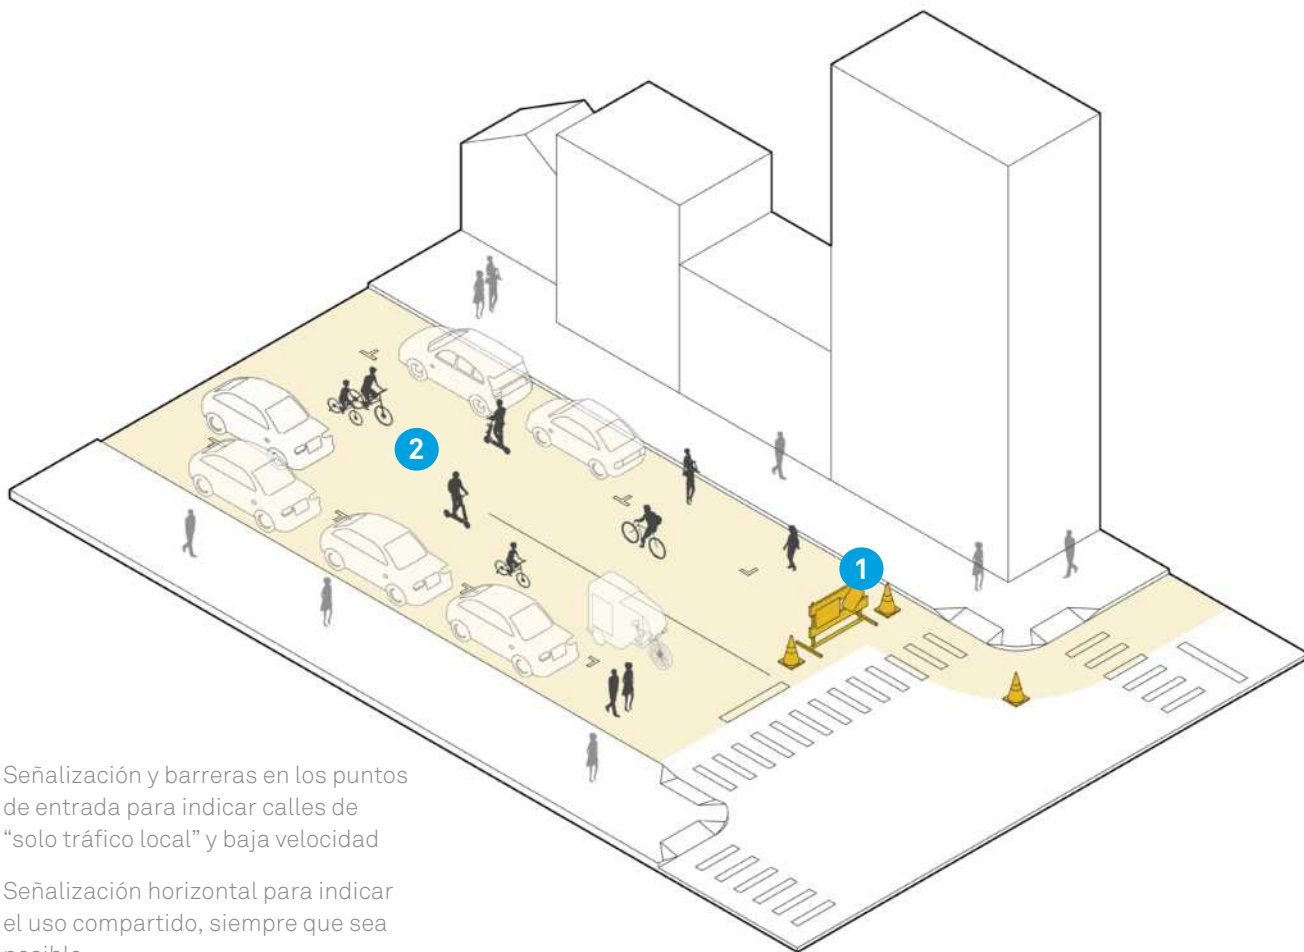 2
1
Señalización y barreras en los puntos
de entrada para indicar calles de
“solo tráfico local” y baja velocidad
Señalización horizontal para indicar
el uso compartido, siempre que sea
posible